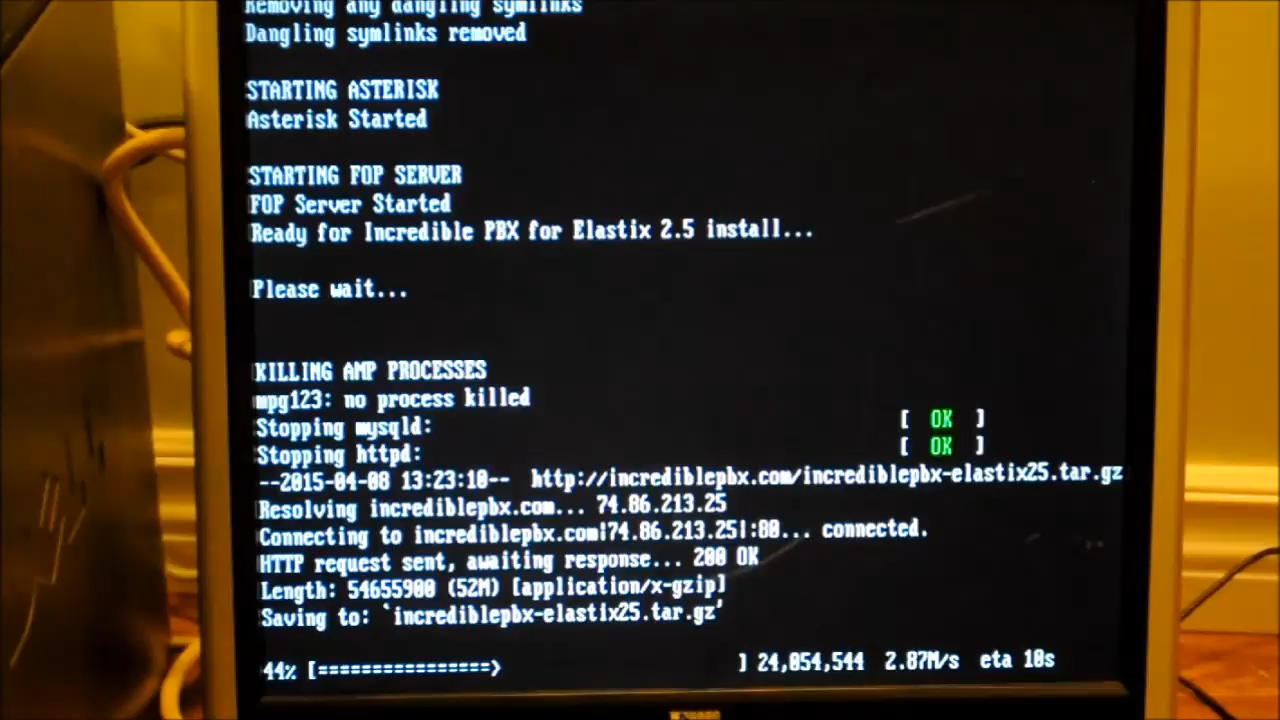 Removing any dangling symlinks
Dangling symlinks removed
STARTING ASTERISK
Asterisk Started
STARTING FOP SERVER
FOP Server Started
Ready for Incredible PBX for Elastix 2.5 install...
Please wait...
KILLING AMP PROCESSES
mpg123: no process killed
Stopping mysqld: [ OK ]
Stopping httpd: [ OK ]
--2015-04-08 13:23:10-- http://incrediblepbx.com/incrediblepbx-elastix25.tar.gz
Resolving incrediblepbx.com... 74.86.213.25
Connecting to incrediblepbx.com|74.86.213.25|:80... connected.
HTTP request sent, awaiting response... 200 OK
Length: 54655900 (52M) [application/x-gzip]
Saving to: `incrediblepbx-elastix25.tar.gz'
44% [================> ] 24,054,544 2.87M/s eta 10s